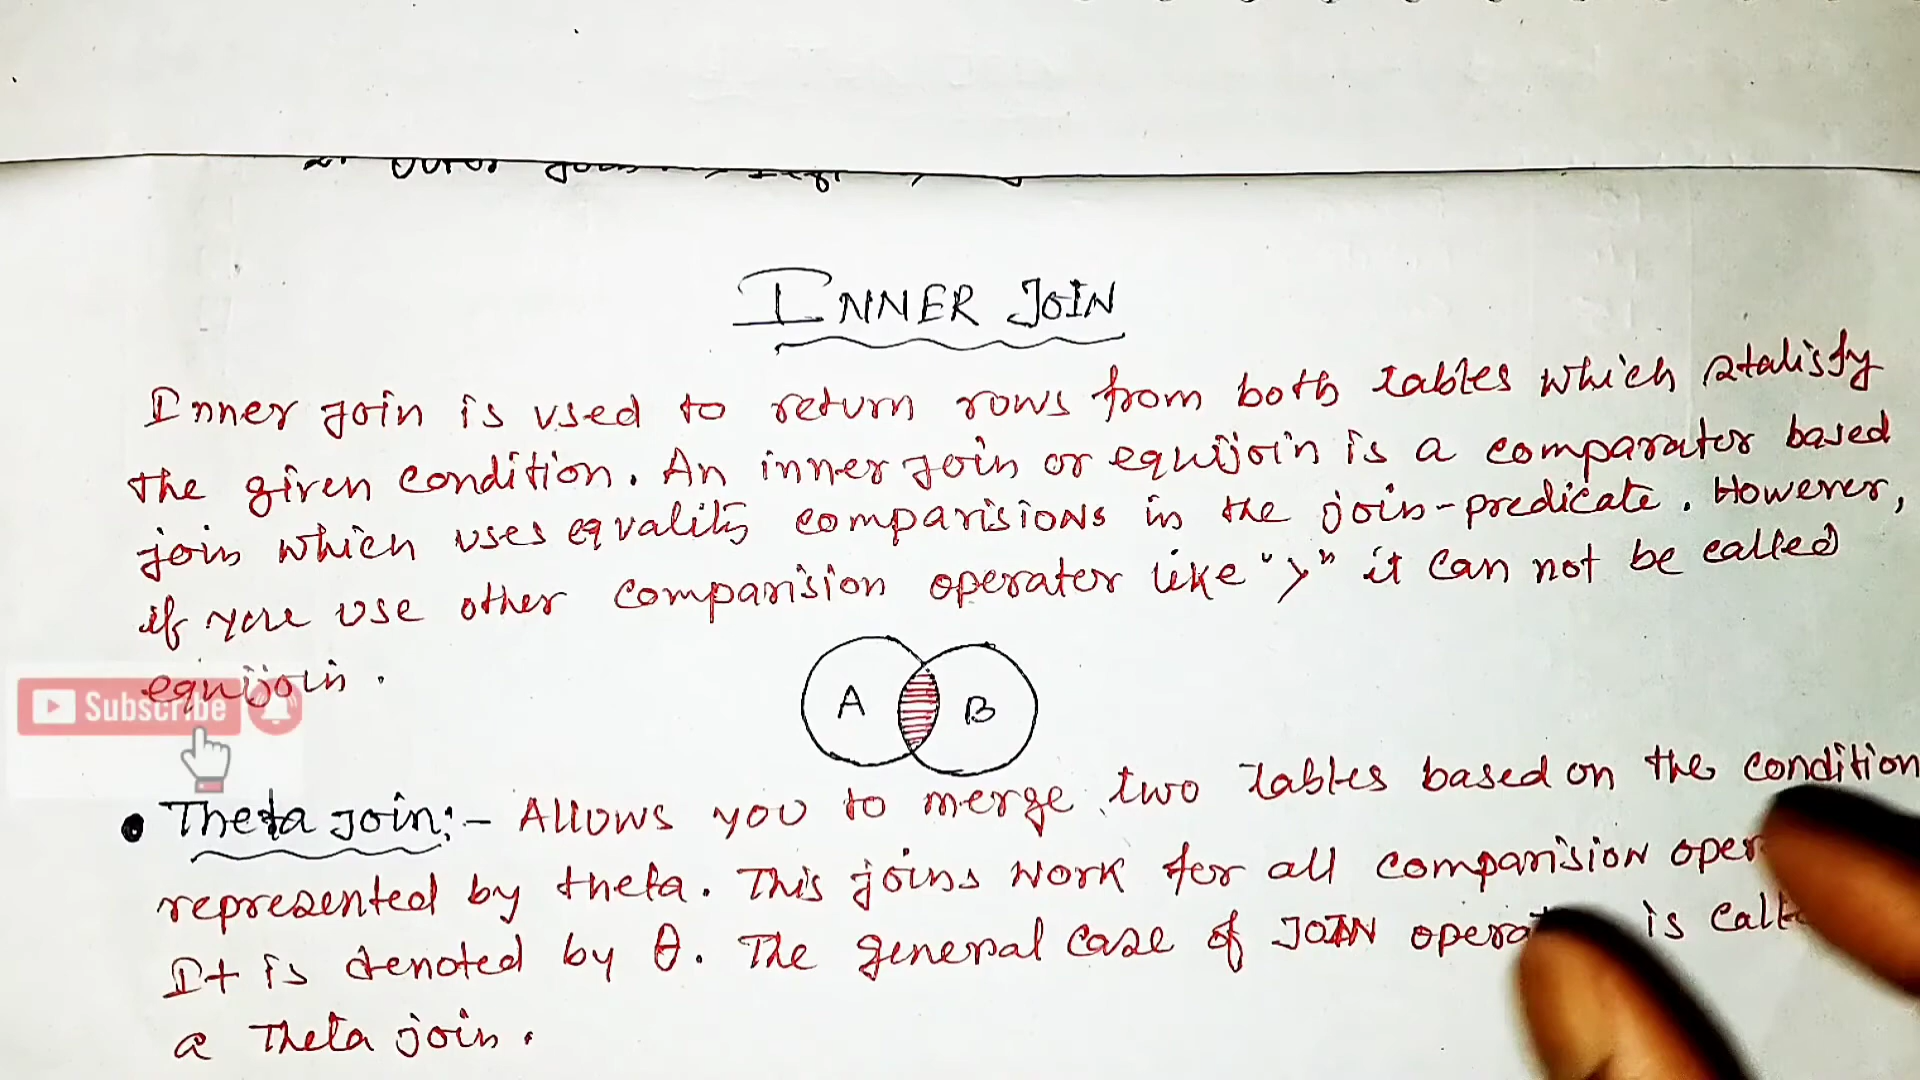 INNER JOIN
Inner join is used to return rows from both tables which statisfy
the given condition. An inner join or equijoin is a comparator based
join which uses equality comparisions in the join-predicate. However,
if you use other comparision operator like ">" it can not be called
equijoin.
Subscribe
A B
• Theta join:- Allows you to merge two tables based on the condition
represented by theta. This joins work for all comparision
It is denoted by θ. The general case of JOIN is
a Theta join.